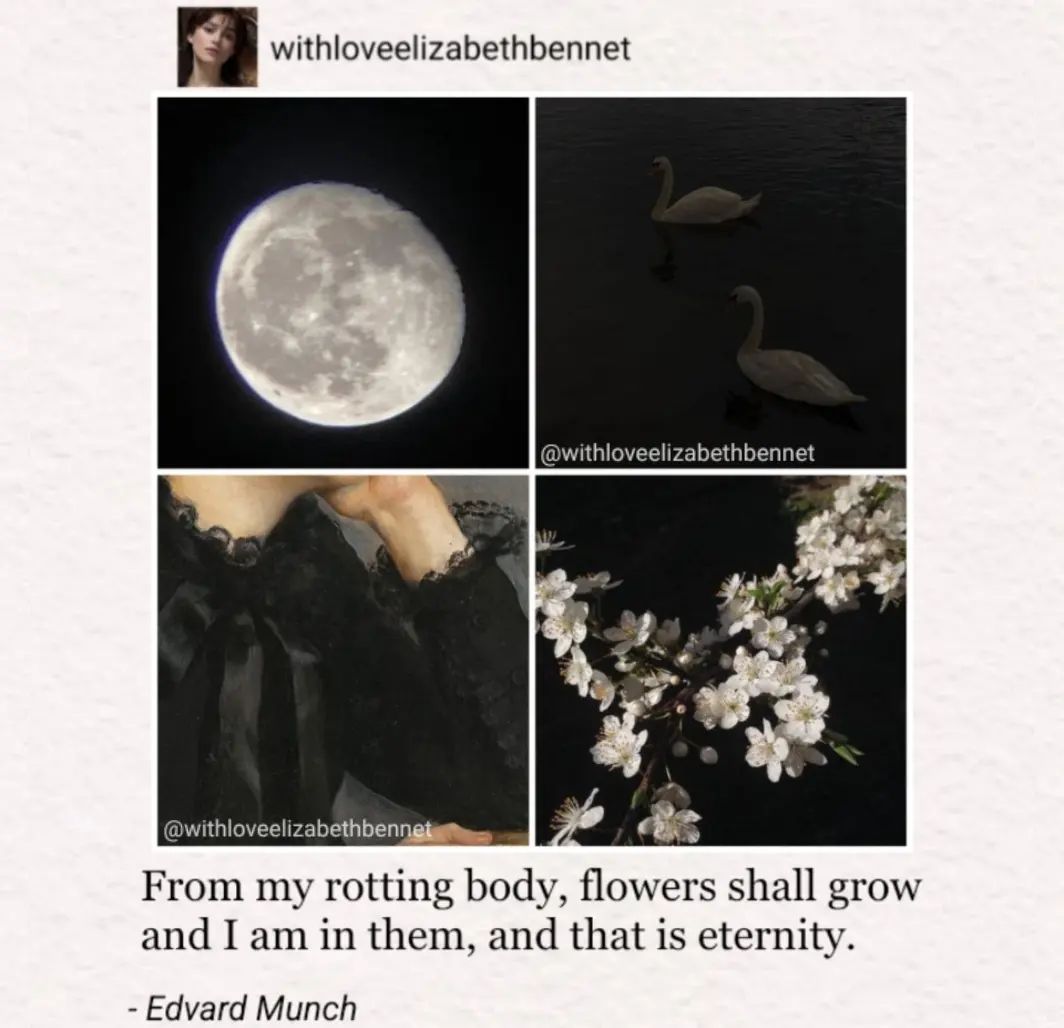 withloveelizabethbennet
@withloveelizabethbennet
@withloveelizabethbennet
From my rotting body, flowers shall grow
and I am in them, and that is eternity.
- Edvard Munch